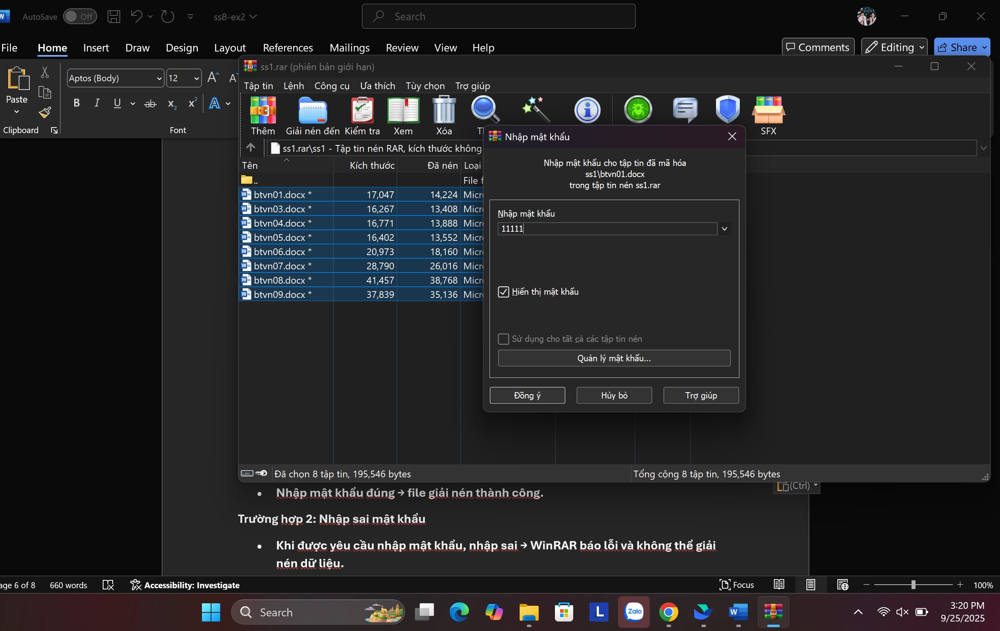 AutoSave Off ss8-ex2 Search
File Home Insert Draw Design Layout References Mailings Review View Help Comments Editing Share
Paste
Clipboard
Aptos (Body) 12
Font
ss1.rar (phiên bản giới hạn)
Tập tin Lệnh Công cụ Ưa thích Tùy chọn Trợ giúp
Thêm Giải nén đến Kiểm tra Xem Xóa SFX
ss1.rar\ss1 - Tập tin nén RAR, kích thước không
Tên Kích thước Đã nén Loại
.. File f
btvn01.docx * 17,047 14,224 Micro
btvn03.docx * 16,267 13,408 Micro
btvn04.docx * 16,771 13,888 Micro
btvn05.docx * 16,402 13,552 Micro
btvn06.docx * 20,973 18,160 Micro
btvn07.docx * 28,790 26,016 Micro
btvn08.docx * 41,457 38,768 Micro
btvn09.docx * 37,839 35,136 Micro
Nhập mật khẩu
Nhập mật khẩu cho tập tin đã mã hóa
ss1\btvn01.docx
trong tập tin nén ss1.rar
Nhập mật khẩu
11111
Hiển thị mật khẩu
Sử dụng cho tất cả các tập tin nén
Quản lý mật khẩu...
Đồng ý Hủy bỏ Trợ giúp
Đã chọn 8 tập tin, 195,546 bytes Tổng cộng 8 tập tin, 195,546 bytes
(Ctrl)
• Nhập mật khẩu đúng → file giải nén thành công.
Trường hợp 2: Nhập sai mật khẩu
• Khi được yêu cầu nhập mật khẩu, nhập sai → WinRAR báo lỗi và không thể giải
nén dữ liệu.
age 6 of 8 660 words Accessibility: Investigate Focus 100%
Search Zalo 3:20 PM
9/25/2025